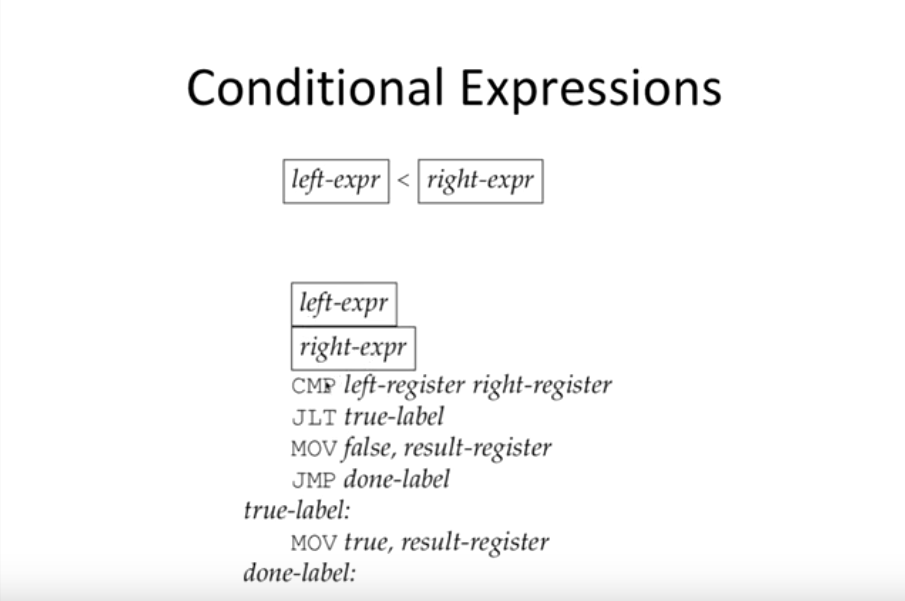 Conditional Expressions
left-expr < right-expr
left-expr
right-expr
CMP left-register right-register
JLT true-label
MOV false, result-register
JMP done-label
true-label:
MOV true, result-register
done-label: